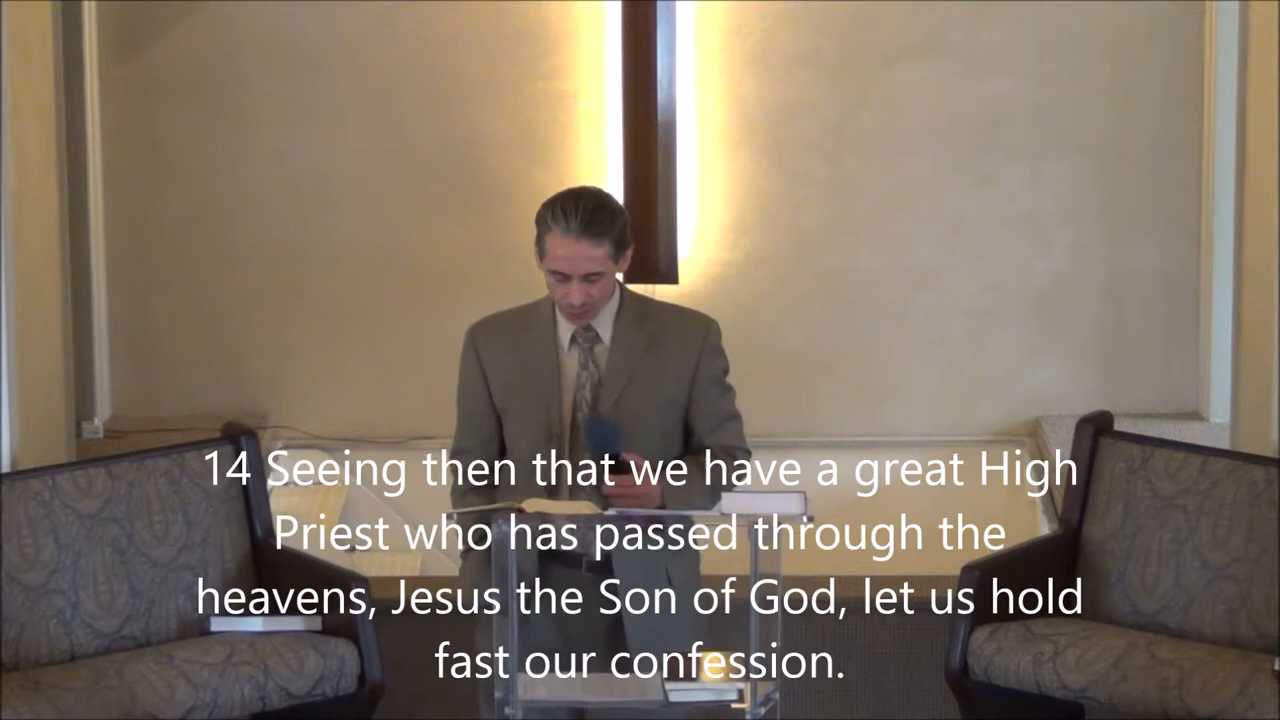 14 Seeing then that we have a great High
Priest who has passed through the
heavens, Jesus the Son of God, let us hold
fast our confession.